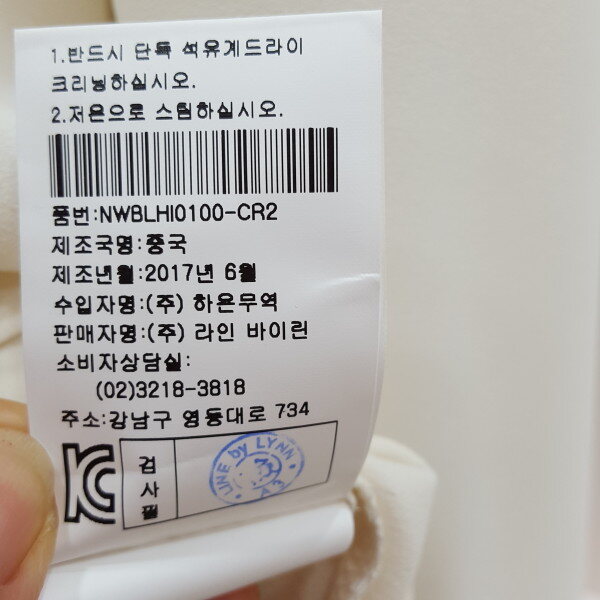 1.반드시 단독 석유계드라이
크리닝하십시오.
2.저온으로 스팀하십시오.
품번:NWBLHI0100-CR2
제조국명:중국
제조년월:2017년 6월
수입자명:(주) 하은무역
판매자명:(주) 라인 바이린
소비자상담실:
(02)3218-3818
주소:강남구 영동대로 734
KC
검사필
LINE by LYNN